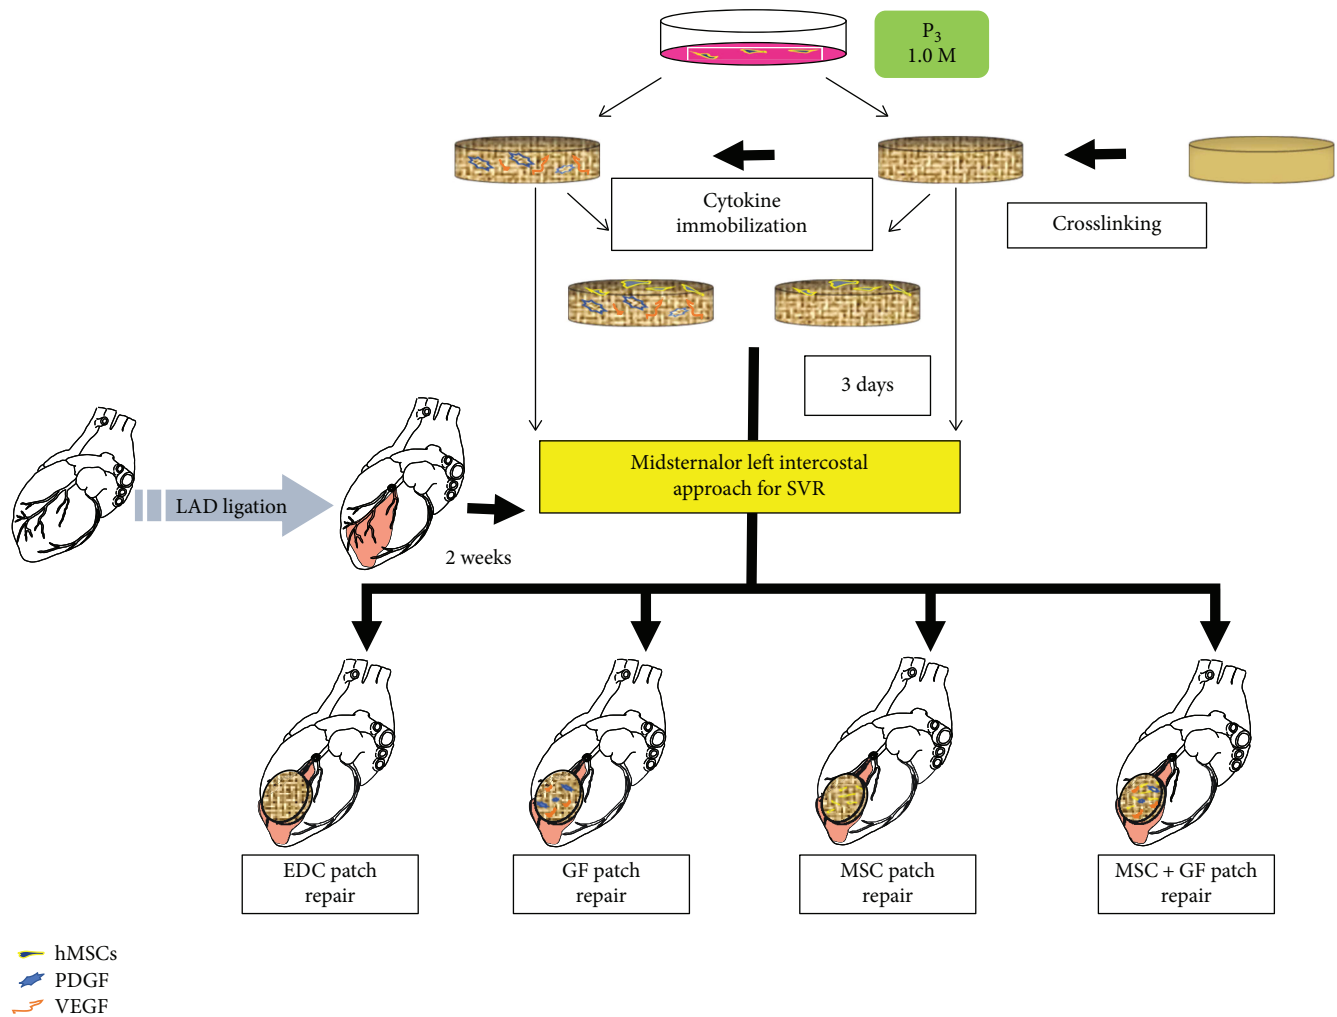 P3
1.0 M
Cytokine
immobilization
Crosslinking
3 days
Midsternalor left intercostal
approach for SVR
LAD ligation
2 weeks
EDC patch
repair
GF patch
repair
MSC patch
repair
MSC + GF patch
repair
hMSCs
PDGF
VEGF